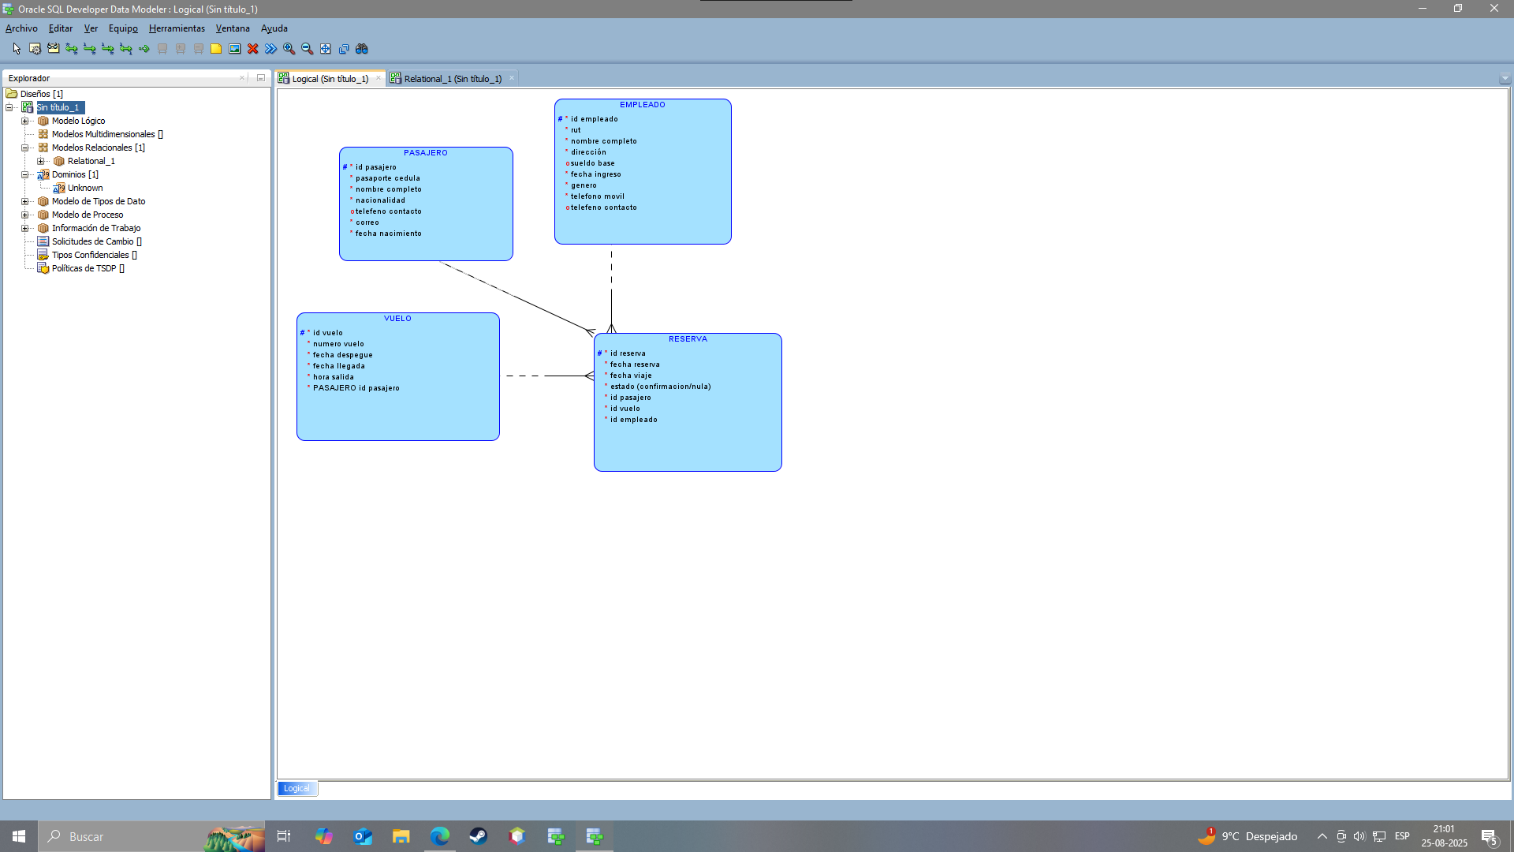 Oracle SQL Developer Data Modeler : Logical (Sin título_1)
Archivo Editar Ver Equipo Herramientas Ventana Ayuda
Explorador
Diseños [1]
Sin título_1
Modelo Lógico
Modelos Multidimensionales []
Modelos Relacionales [1]
Relational_1
Dominios [1]
Unknown
Modelo de Tipos de Dato
Modelo de Proceso
Información de Trabajo
Solicitudes de Cambio []
Tipos Confidenciales []
Políticas de TSDP []
Logical (Sin título_1) Relational_1 (Sin título_1)
EMPLEADO
# * id empleado
* rut
* nombre completo
* dirección
o sueldo base
* fecha ingreso
* genero
* telefono movil
o telefeno contacto
PASAJERO
# * id pasajero
* pasaporte cedula
* nombre completo
* nacionalidad
o telefeno contacto
* correo
* fecha nacimiento
VUELO
# * id vuelo
* numero vuelo
* fecha despegue
* fecha llegada
* hora salida
* PASAJERO id pasajero
RESERVA
# * id reserva
* fecha reserva
* fecha viaje
* estado (confirmacion/nula)
* id pasajero
* id vuelo
* id empleado
Logical
Buscar
1
9°C Despejado
ESP
21:01
25-08-2025
5